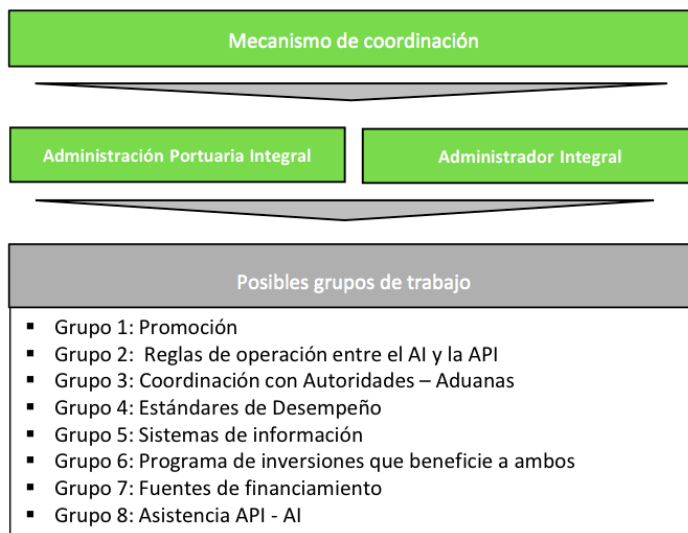 Mecanismo de coordinación
Administración Portuaria Integral
Administrador Integral
Posibles grupos de trabajo
▪ Grupo 1: Promoción
▪ Grupo 2: Reglas de operación entre el AI y la API
▪ Grupo 3: Coordinación con Autoridades – Aduanas
▪ Grupo 4: Estándares de Desempeño
▪ Grupo 5: Sistemas de información
▪ Grupo 6: Programa de inversiones que beneficie a ambos
▪ Grupo 7: Fuentes de financiamiento
▪ Grupo 8: Asistencia API - AI